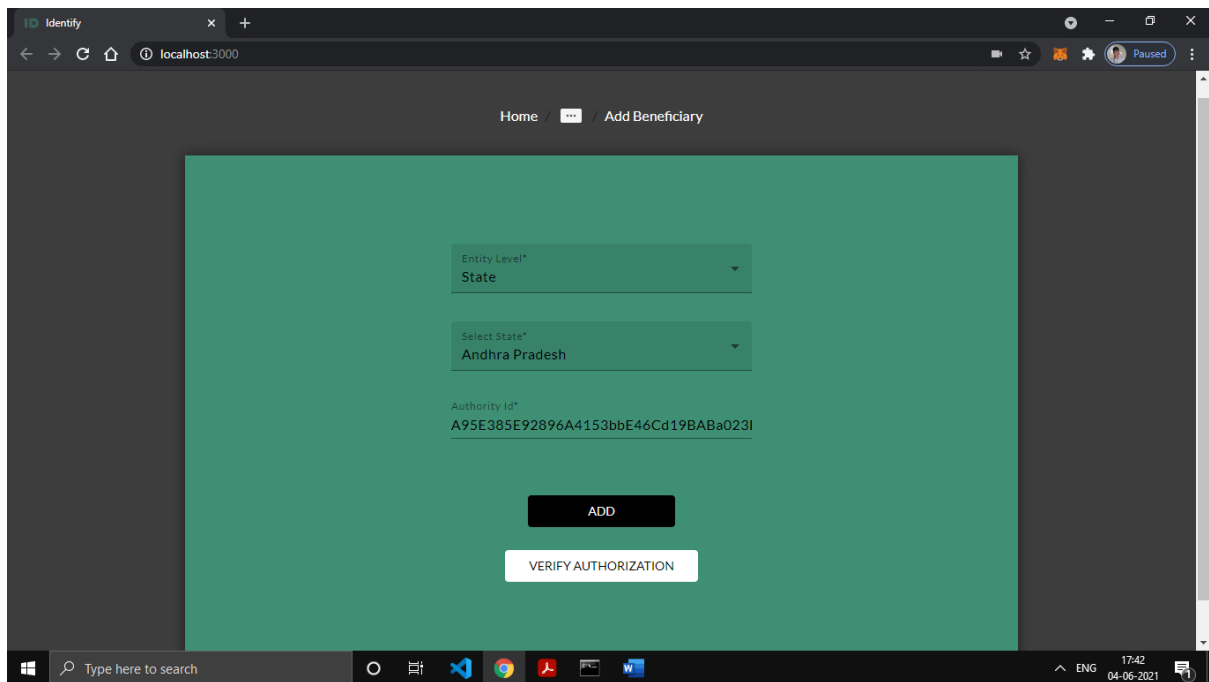 ID Identify
localhost:3000
Paused
Home / ... / Add Beneficiary
Entity Level*
State
Select State*
Andhra Pradesh
Authority Id*
A95E385E92896A4153bbE46Cd19BABa023
ADD
VERIFY AUTHORIZATION
Type here to search
ENG
17:42
04-06-2021
1